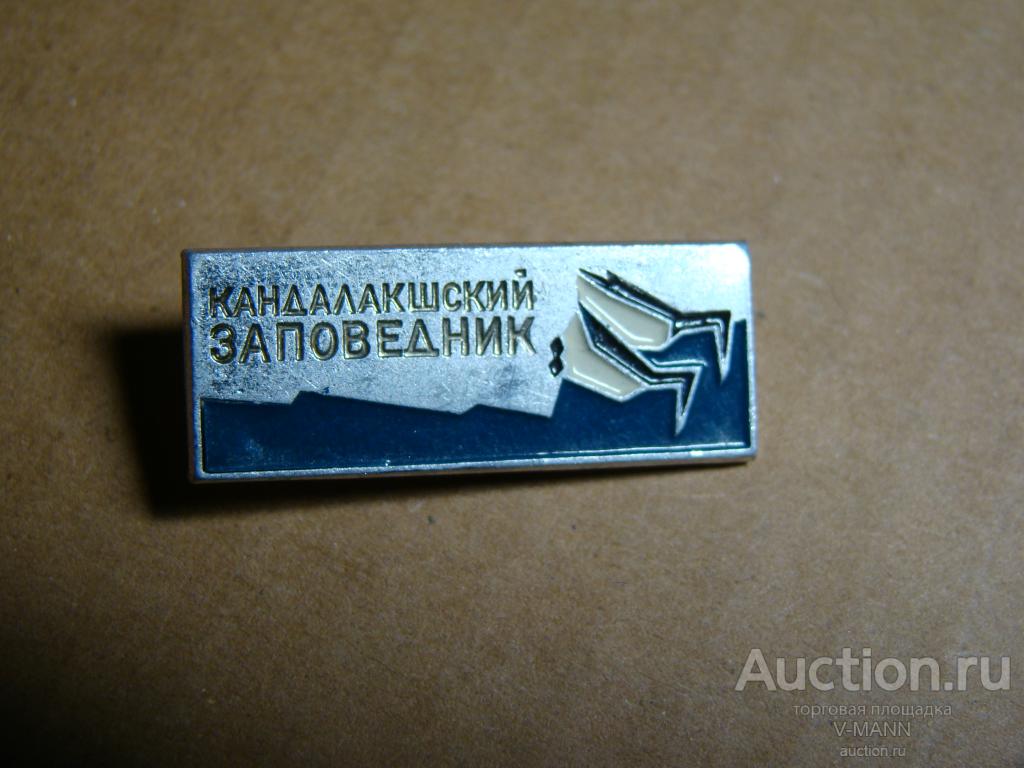 КАНДАЛАКШСКИЙ
ЗАПОВЕДНИК
Auction.ru
торговая площадка
V-MANN
auction.ru